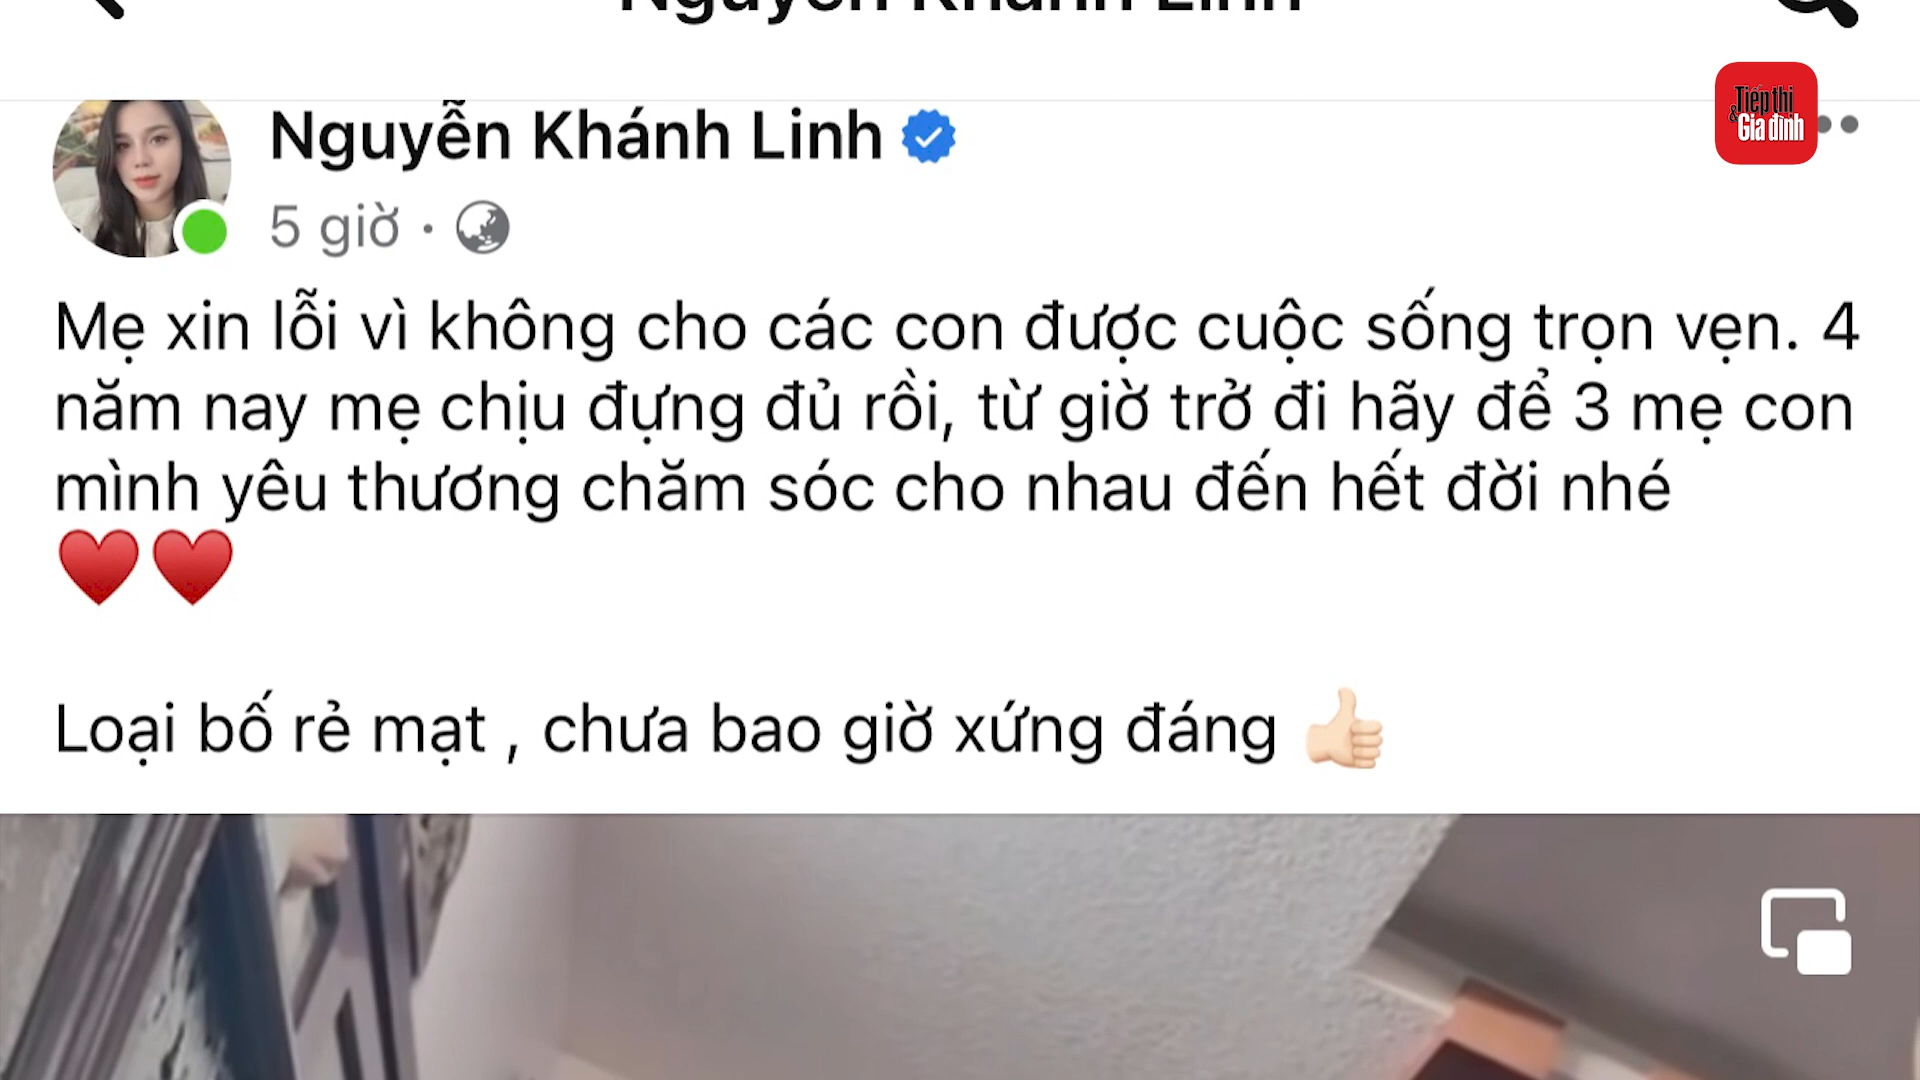 Nguyễn Khánh Linh
Tiếp thị
& Gia đình
Nguyễn Khánh Linh
5 giờ ·
Mẹ xin lỗi vì không cho các con được cuộc sống trọn vẹn. 4
năm nay mẹ chịu đựng đủ rồi, từ giờ trở đi hãy để 3 mẹ con
mình yêu thương chăm sóc cho nhau đến hết đời nhé
♥️♥️
Loại bố rẻ mạt , chưa bao giờ xứng đáng 👍🏻